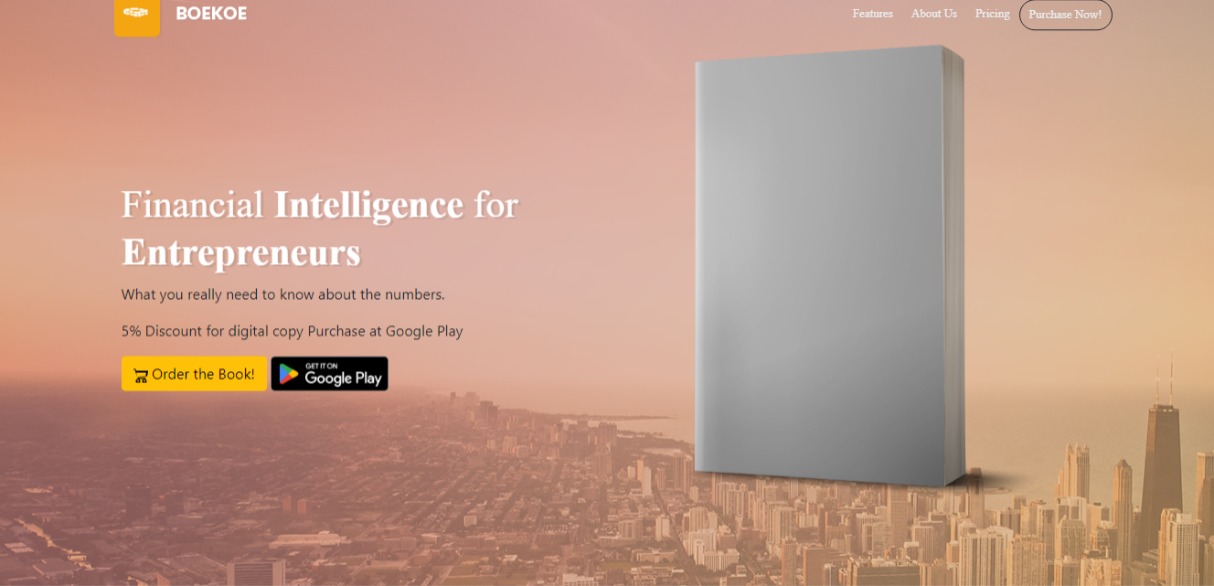 BOEKOE
Features
About Us
Pricing
Purchase Now!
Financial Intelligence for
Entrepreneurs
What you really need to know about the numbers.
5% Discount for digital copy Purchase at Google Play
Order the Book!
GET IT ON
Google Play